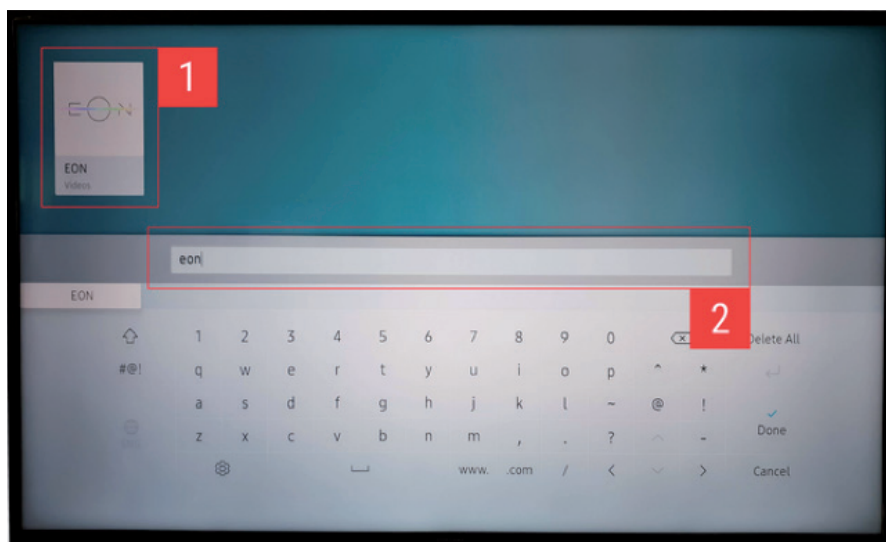 1
EON
EON
Videos
eon
EON
2
1 2 3 4 5 6 7 8 9 0 Delete All
#@! q w e r t y u i o p ^ *
a s d f g h j k l ~ @ !
z x c v b n m , . ? - Done
www. .com / < > Cancel